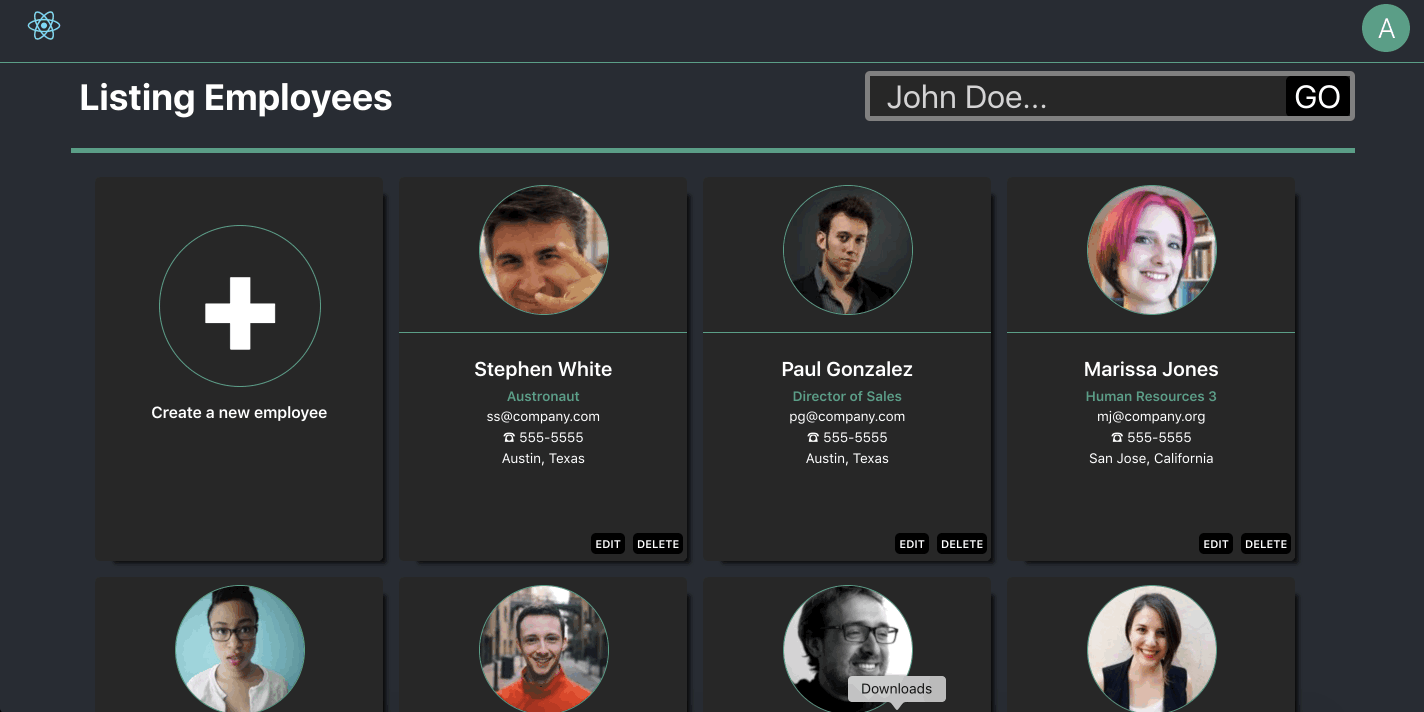 A
Listing Employees
John Doe...
GO
Create a new employee
Stephen White
Austronaut
ss@company.com
☎ 555-5555
Austin, Texas
EDIT
DELETE
Paul Gonzalez
Director of Sales
pg@company.com
☎ 555-5555
Austin, Texas
EDIT
DELETE
Marissa Jones
Human Resources 3
mj@company.org
☎ 555-5555
San Jose, California
EDIT
DELETE
Downloads